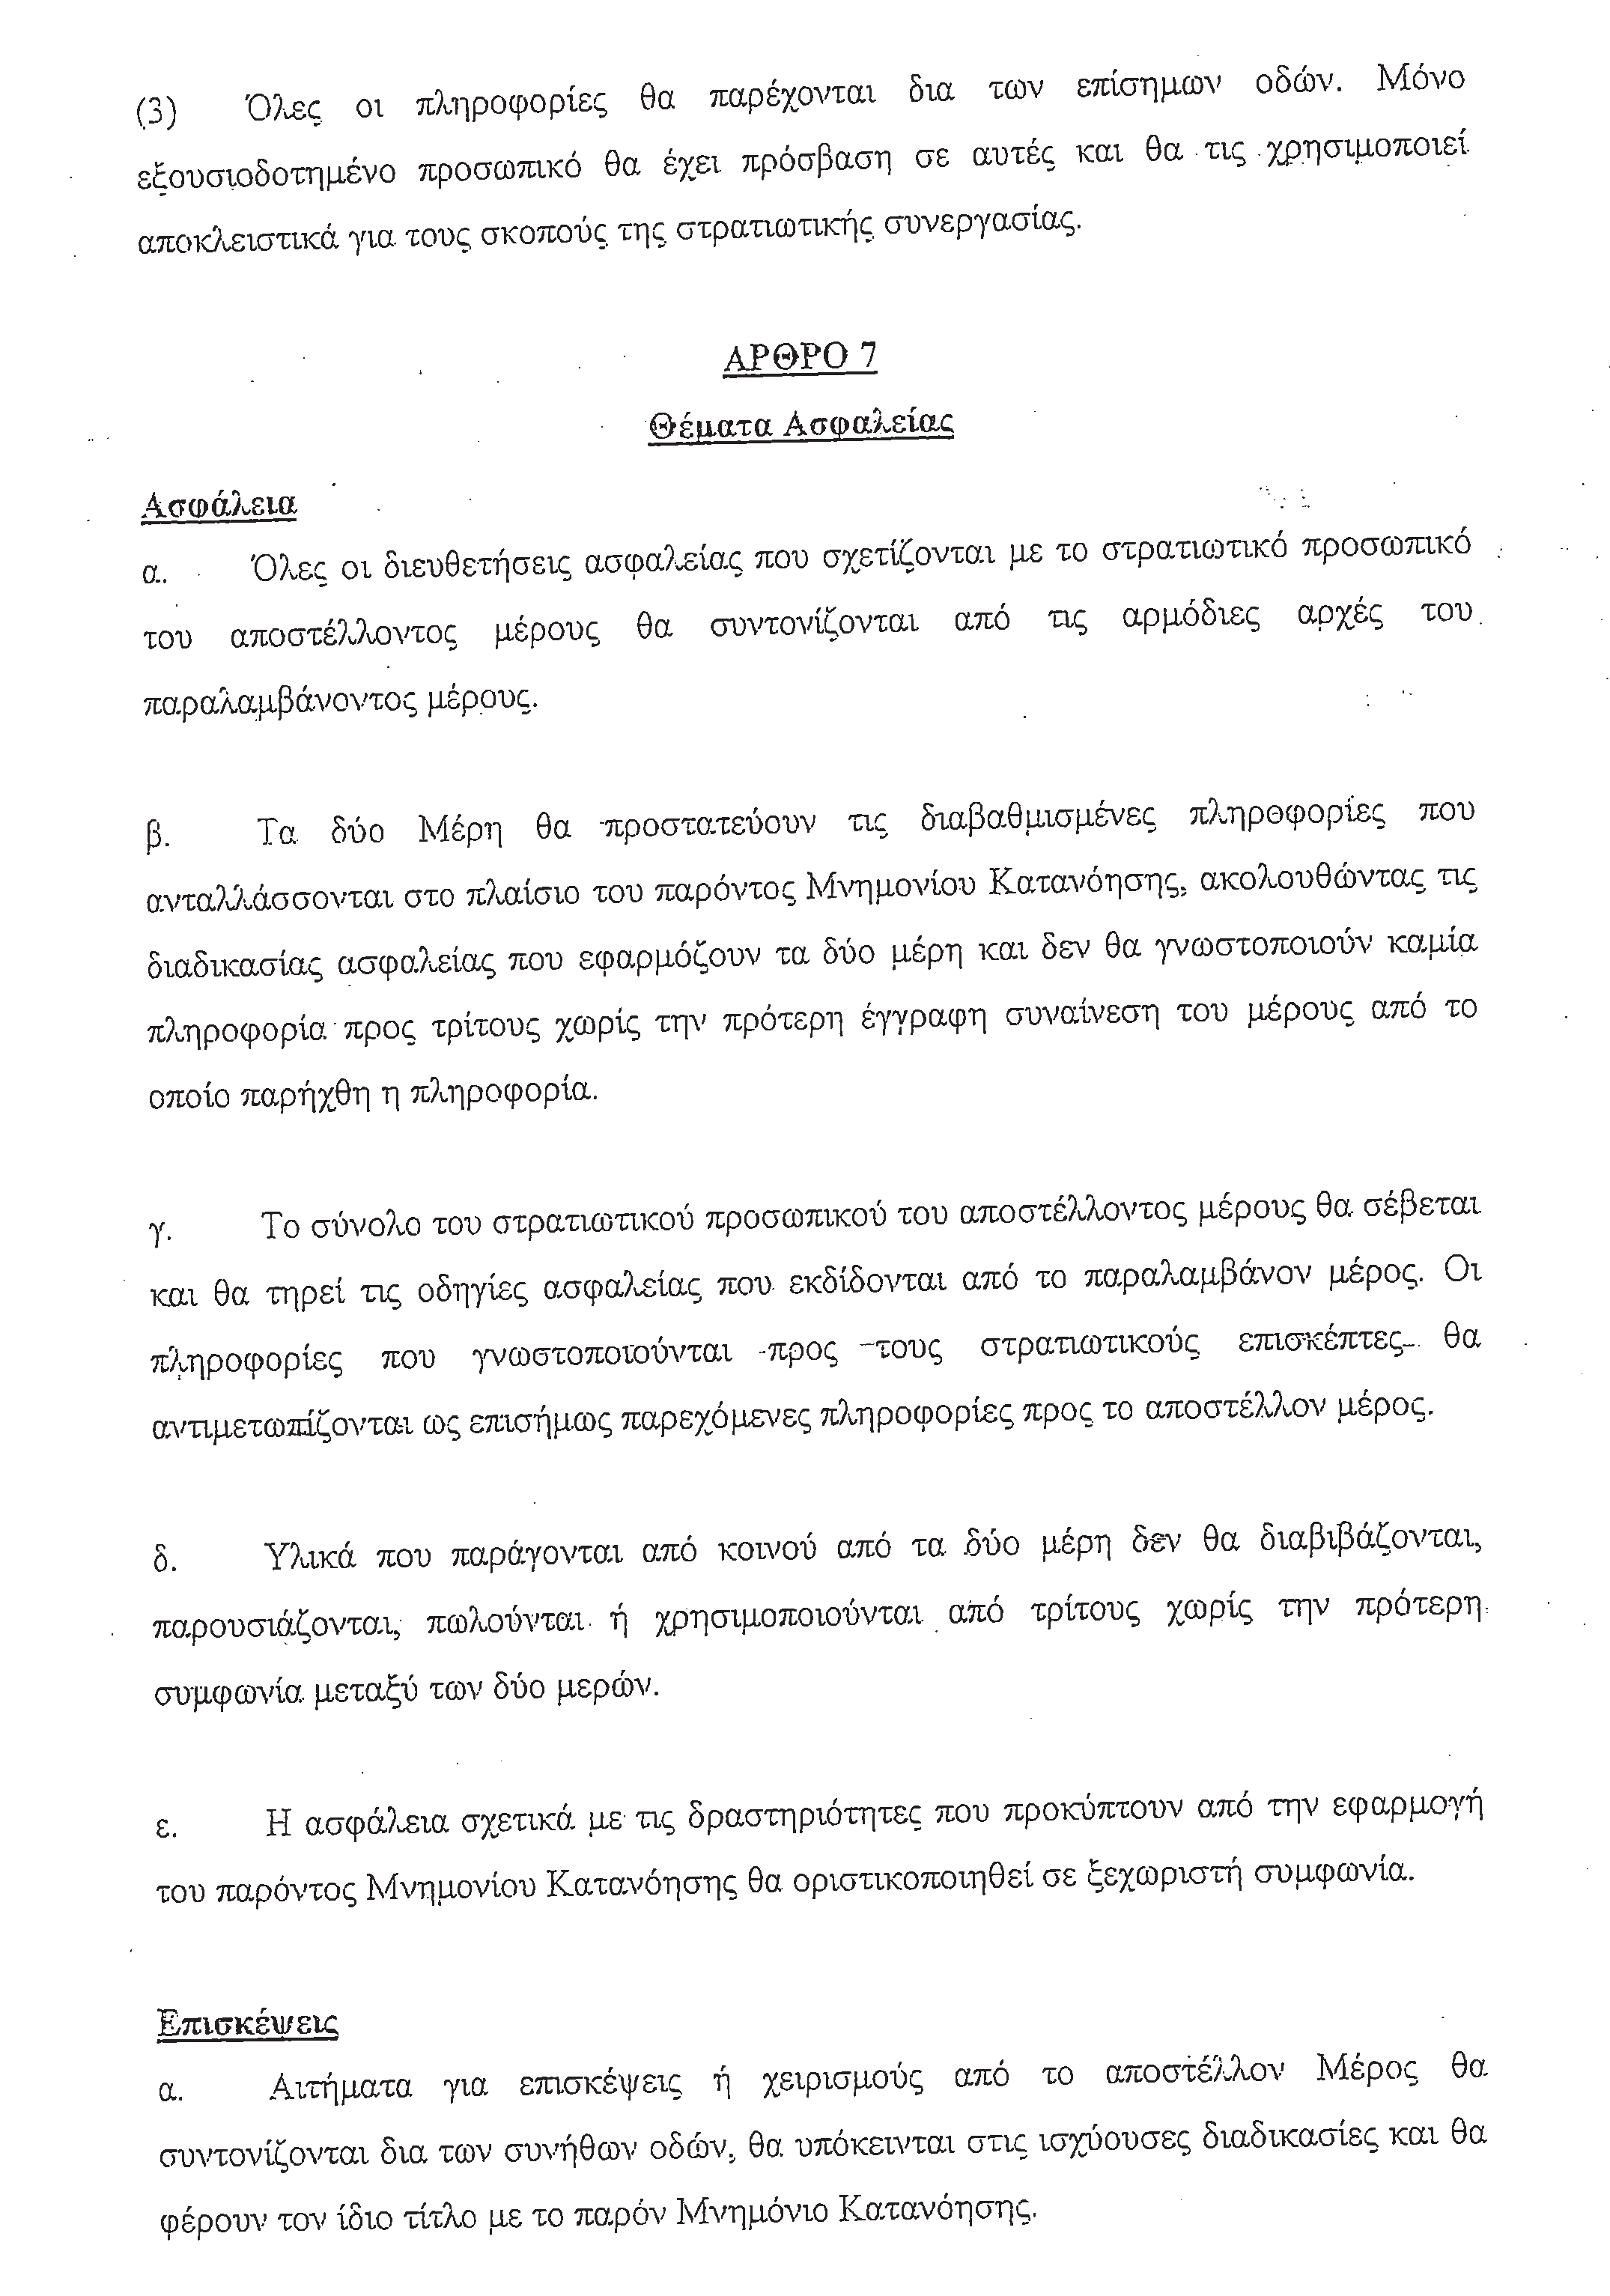 (3) Όλες οι πληροφορίες θα παρέχονται δια των επίσημων οδών. Μόνο
εξουσιοδοτημένο προσωπικό θα έχει πρόσβαση σε αυτές και θα τις χρησιμοποιεί
αποκλειστικά για τους σκοπούς της στρατιωτικής συνεργασίας.
ΑΡΘΡΟ 7
Θέματα Ασφαλείας
Ασφάλεια
α. Όλες οι διευθετήσεις ασφαλείας που σχετίζονται με το στρατιωτικό προσωπικό
του αποστέλλοντος μέρους θα συντονίζονται από τις αρμόδιες αρχές του
παραλαμβάνοντος μέρους.
β. Τα δύο Μέρη θα προστατεύουν τις διαβαθμισμένες πληροφορίες που
ανταλλάσσονται στο πλαίσιο του παρόντος Μνημονίου Κατανόησης, ακολουθώντας τις
διαδικασίας ασφαλείας που εφαρμόζουν τα δύο μέρη και δεν θα γνωστοποιούν καμία
πληροφορία προς τρίτους χωρίς την πρότερη έγγραφη συναίνεση του μέρους από το
οποίο παρήχθη η πληροφορία.
γ. Το σύνολο του στρατιωτικού προσωπικού του αποστέλλοντος μέρους θα σέβεται
και θα τηρεί τις οδηγίες ασφαλείας που εκδίδονται από το παραλαμβάνον μέρος. Οι
πληροφορίες που γνωστοποιούνται προς τους στρατιωτικούς επισκέπτες θα
αντιμετωπίζονται ως επισήμως παρεχόμενες πληροφορίες προς το αποστέλλον μέρος.
δ. Υλικά που παράγονται από κοινού από τα δύο μέρη δεν θα διαβιβάζονται,
παρουσιάζονται, πωλούνται ή χρησιμοποιούνται από τρίτους χωρίς την πρότερη
συμφωνία μεταξύ των δύο μερών.
ε. Η ασφάλεια σχετικά με τις δραστηριότητες που προκύπτουν από την εφαρμογή
του παρόντος Μνημονίου Κατανόησης θα οριστικοποιηθεί σε ξεχωριστή συμφωνία.
Επισκέψεις
α. Αιτήματα για επισκέψεις ή χειρισμούς από το αποστέλλον Μέρος θα
συντονίζονται δια των συνήθων οδών, θα υπόκεινται στις ισχύουσες διαδικασίες και θα
φέρουν τον ίδιο τίτλο με το παρόν Μνημόνιο Κατανόησης.